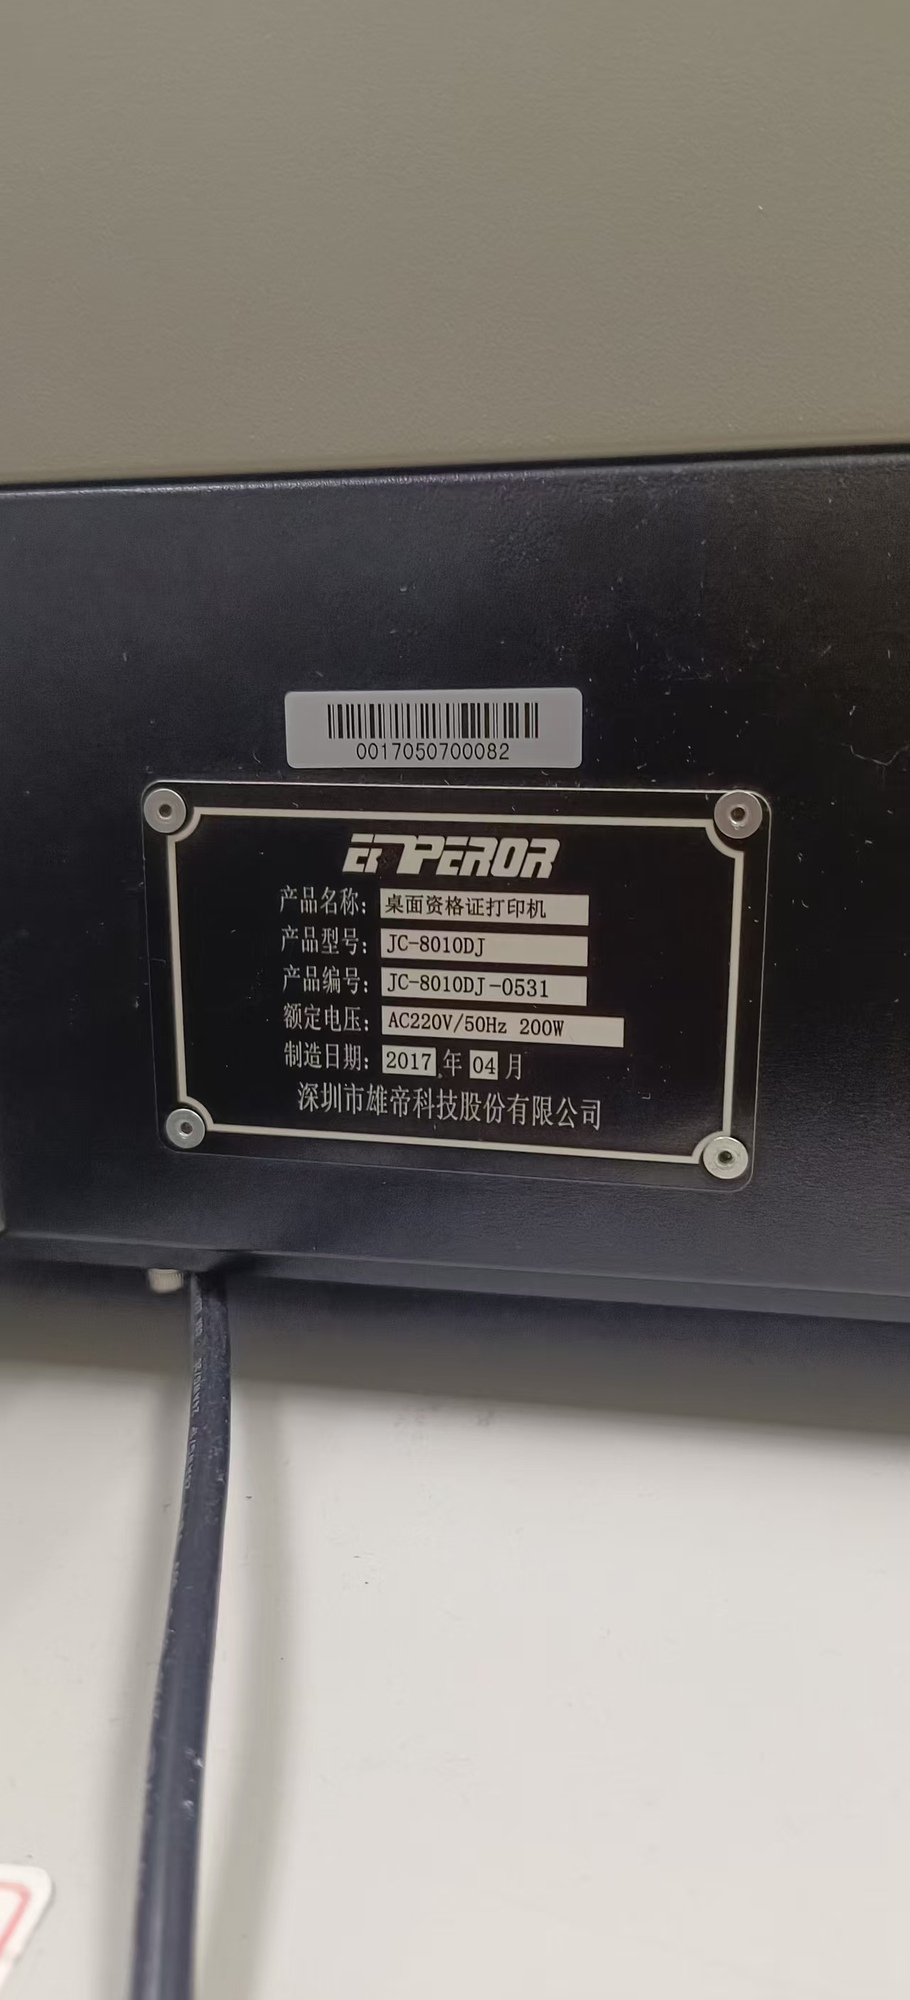 0017050700082
EMPEROR
产品名称: 桌面资格证打印机
产品型号: JC-8010DJ
产品编号: JC-8010DJ-0531
额定电压: AC220V/50Hz 200W
制造日期: 2017 年 04 月
深圳市雄帝科技股份有限公司